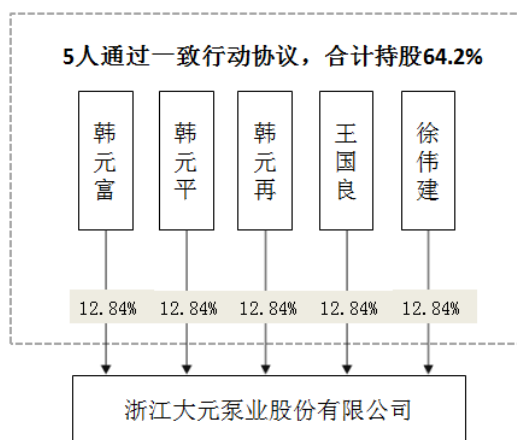 5人通过一致行动协议，合计持股64.2%
韩元富
韩元平
韩元再
王国良
徐伟建
12.84%
12.84%
12.84%
12.84%
12.84%
浙江大元泵业股份有限公司